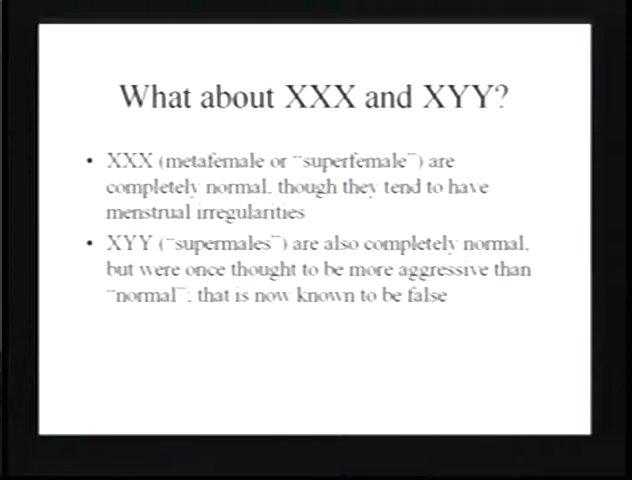 What about XXX and XYY?
• XXX (metafemale or "superfemale") are
completely normal, though they tend to have
menstrual irregularities
• XYY ("supermales") are also completely normal,
but were once thought to be more aggressive than
"normal"; that is now known to be false